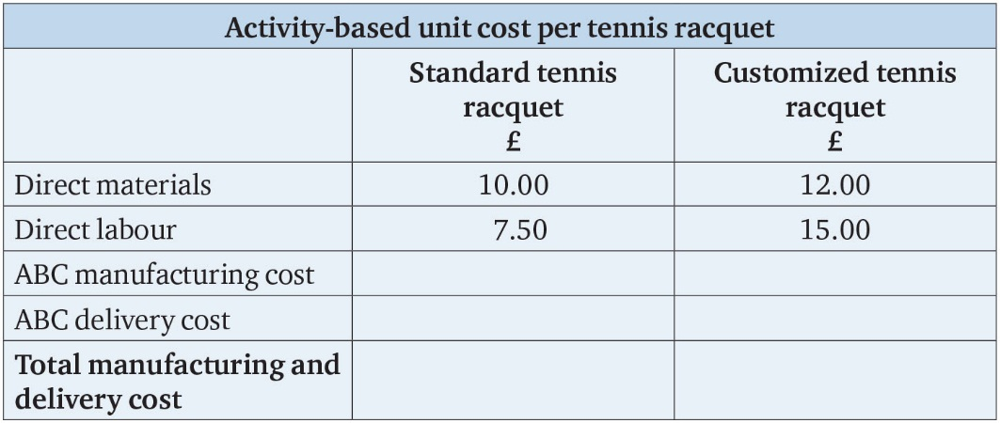 Activity-based unit cost per tennis racquet
Standard tennis racquet £
Customized tennis racquet £
Direct materials 10.00 12.00
Direct labour 7.50 15.00
ABC manufacturing cost
ABC delivery cost
Total manufacturing and
delivery cost